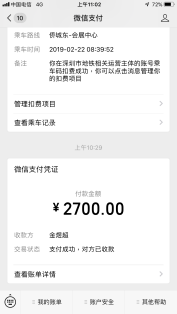 中国电信 4G 上午11:02 72%
10 微信支付
乘车路线 侨城东-会展中心
乘车时间 2019-02-22 08:39:52
备注 你在深圳市地铁相关运营主体的账号乘
车码扣费成功，你可以点击消息管理你
的扣费项目
管理扣费项目
查看乘车记录
上午10:29
微信支付凭证
付款金额
¥2700.00
收款方 金煜超
交易状态 支付成功，对方已收款
查看账单详情
我的账单 账户安全 其他帮助